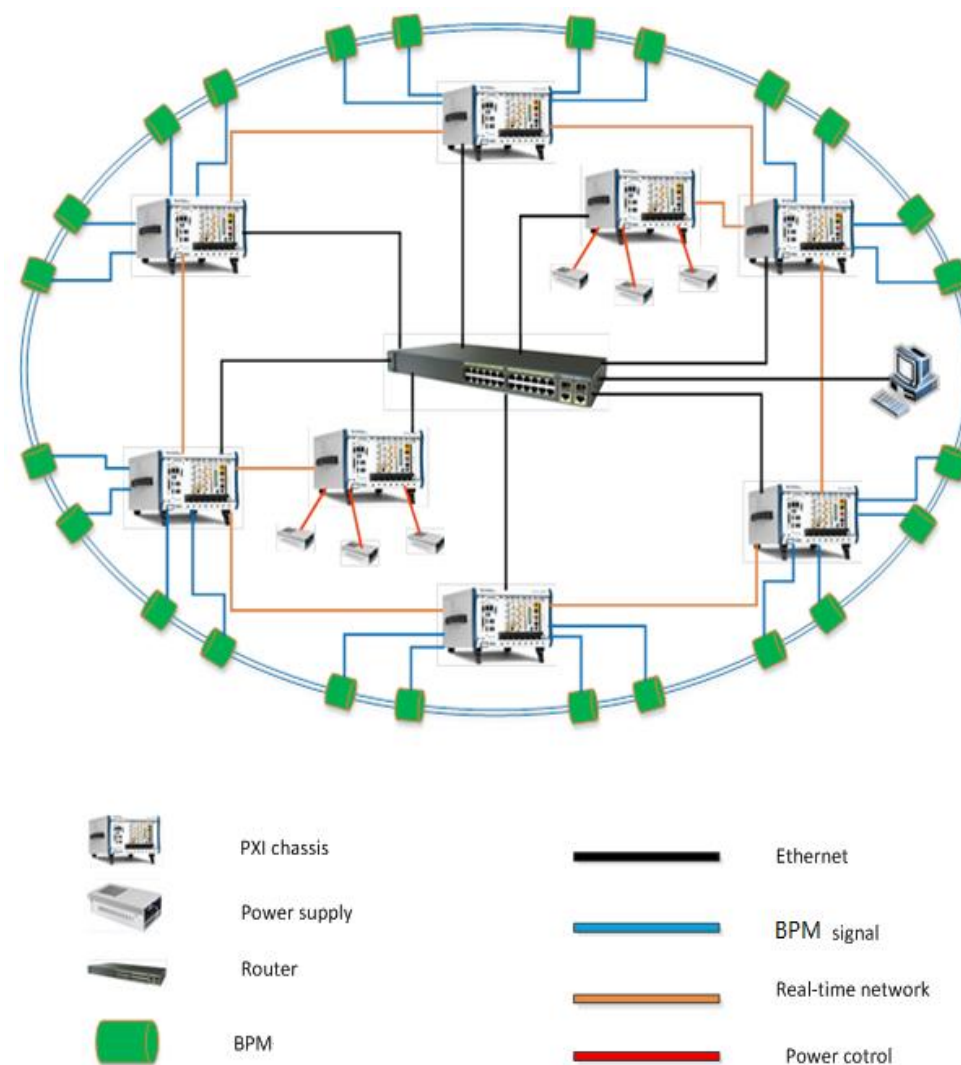 PXI chassis
Power supply
Router
BPM
Ethernet
BPM signal
Real-time network
Power cotrol